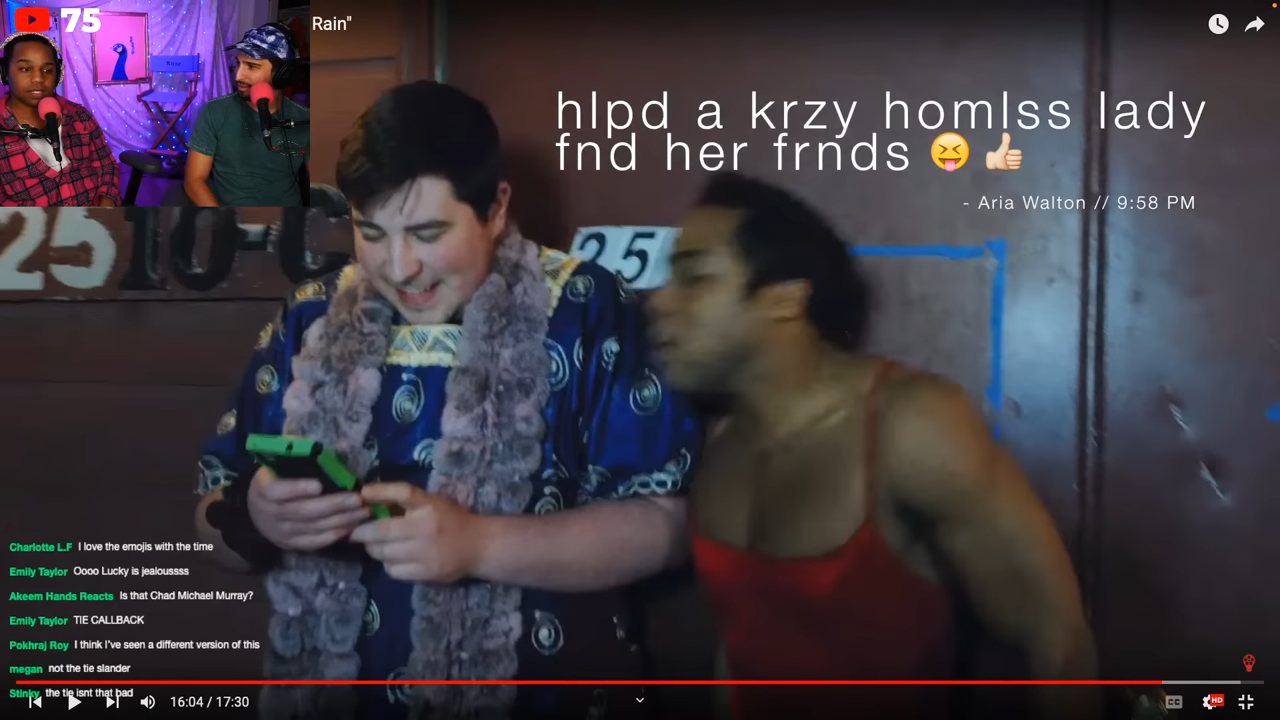 75
Rain"
hlpd a krzy homlss lady
fnd her frnds 😝 👍🏻
- Aria Walton // 9:58 PM
2510-C
25
Charlotte L.F I love the emojis with the time
Emily Taylor Oooo Lucky is jealoussss
Akeem Hands Reacts Is that Chad Michael Murray?
Emily Taylor TIE CALLBACK
Pokhraj Roy I think I've seen a different version of this
megan not the tie slander
Stinky the tie isnt that bad
16:04 / 17:30
CC
HD